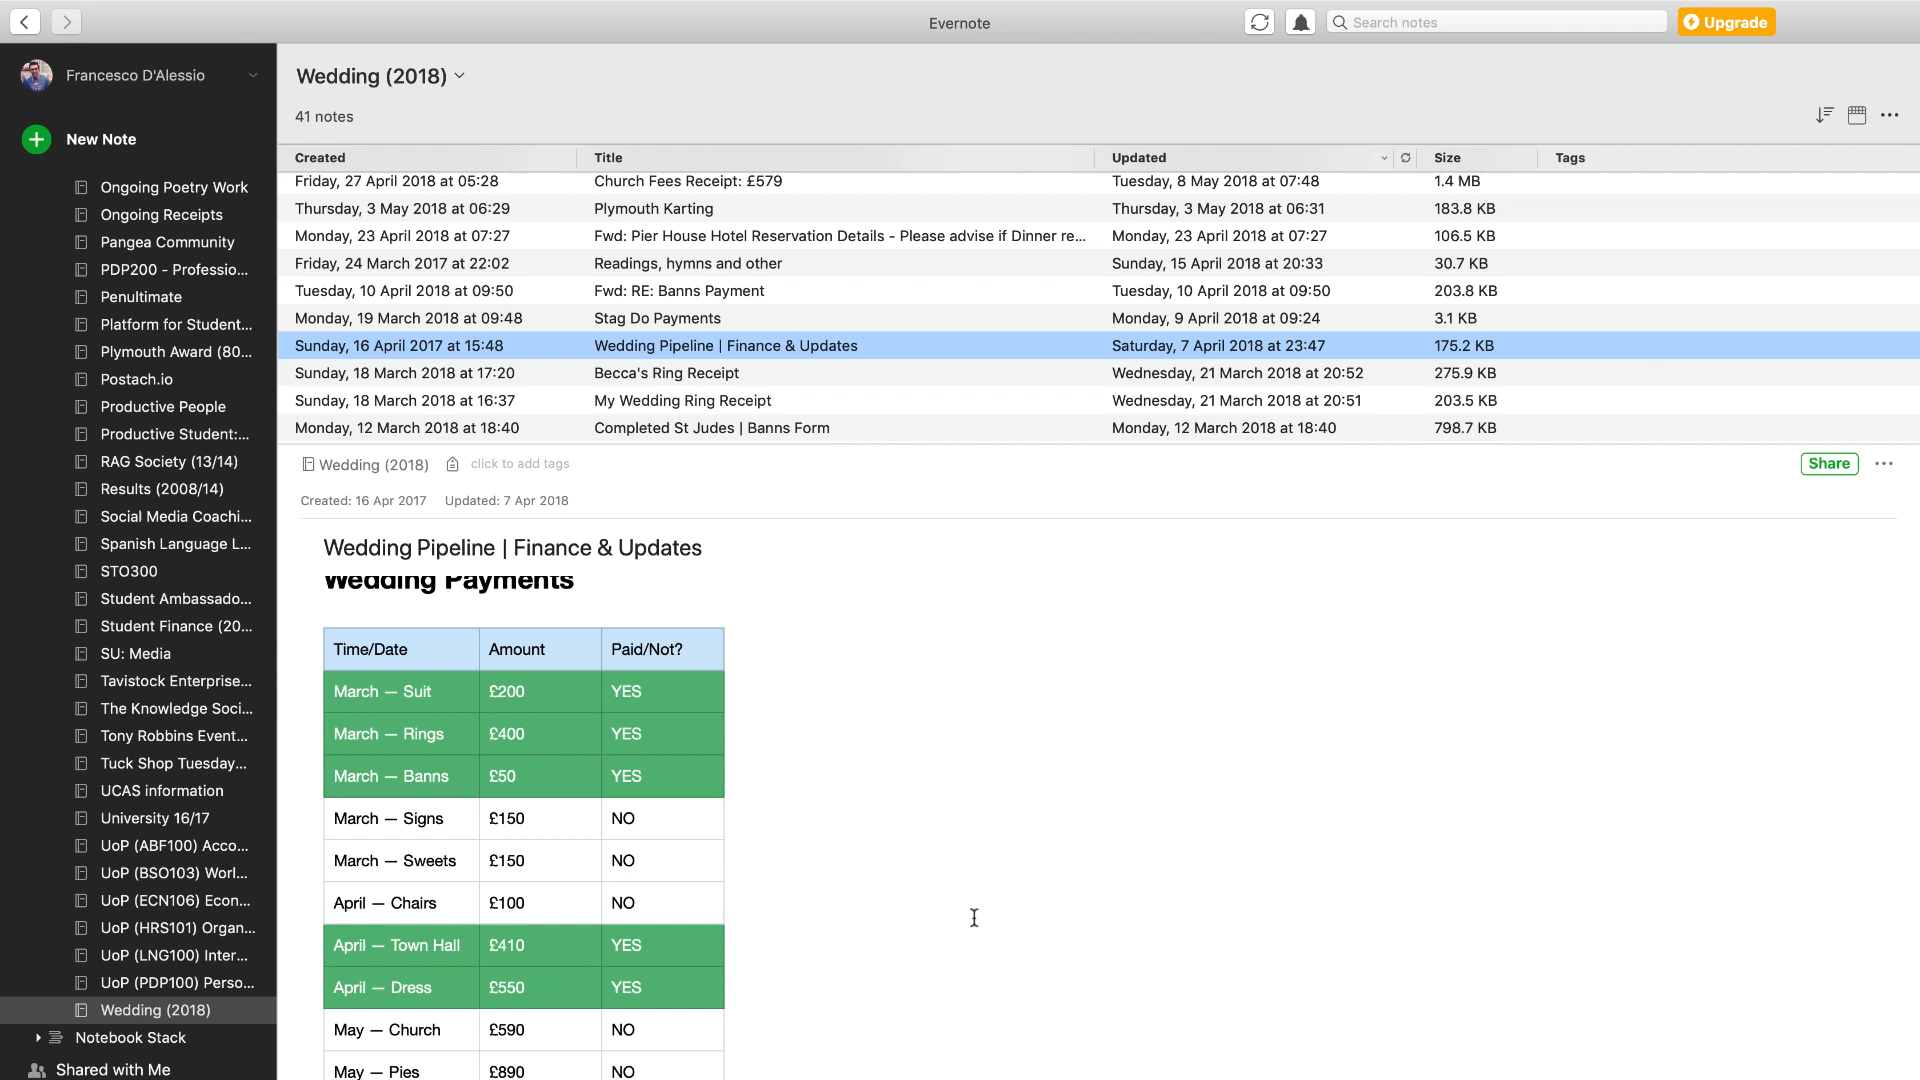 Evernote
Search notes
Upgrade
Francesco D'Alessio
New Note
Ongoing Poetry Work
Ongoing Receipts
Pangea Community
PDP200 - Professio...
Penultimate
Platform for Student...
Plymouth Award (80...
Postach.io
Productive People
Productive Student:...
RAG Society (13/14)
Results (2008/14)
Social Media Coachi...
Spanish Language L...
STO300
Student Ambassado...
Student Finance (20...
SU: Media
Tavistock Enterprise...
The Knowledge Soci...
Tony Robbins Event...
Tuck Shop Tuesday...
UCAS information
University 16/17
UoP (ABF100) Acco...
UoP (BSO103) Worl...
UoP (ECN106) Econ...
UoP (HRS101) Organ...
UoP (LNG100) Inter...
UoP (PDP100) Perso...
Wedding (2018)
Notebook Stack
Shared with Me
Wedding (2018)
41 notes
Created Title Updated Size Tags
Friday, 27 April 2018 at 05:28 Church Fees Receipt: £579 Tuesday, 8 May 2018 at 07:48 1.4 MB
Thursday, 3 May 2018 at 06:29 Plymouth Karting Thursday, 3 May 2018 at 06:31 183.8 KB
Monday, 23 April 2018 at 07:27 Fwd: Pier House Hotel Reservation Details - Please advise if Dinner re... Monday, 23 April 2018 at 07:27 106.5 KB
Friday, 24 March 2017 at 22:02 Readings, hymns and other Sunday, 15 April 2018 at 20:33 30.7 KB
Tuesday, 10 April 2018 at 09:50 Fwd: RE: Banns Payment Tuesday, 10 April 2018 at 09:50 203.8 KB
Monday, 19 March 2018 at 09:48 Stag Do Payments Monday, 9 April 2018 at 09:24 3.1 KB
Sunday, 16 April 2017 at 15:48 Wedding Pipeline | Finance & Updates Saturday, 7 April 2018 at 23:47 175.2 KB
Sunday, 18 March 2018 at 17:20 Becca's Ring Receipt Wednesday, 21 March 2018 at 20:52 275.9 KB
Sunday, 18 March 2018 at 16:37 My Wedding Ring Receipt Wednesday, 21 March 2018 at 20:51 203.5 KB
Monday, 12 March 2018 at 18:40 Completed St Judes | Banns Form Monday, 12 March 2018 at 18:40 798.7 KB
Wedding (2018) click to add tags Share
Created: 16 Apr 2017 Updated: 7 Apr 2018
Wedding Pipeline | Finance & Updates
Wedding Payments
Time/Date Amount Paid/Not?
March — Suit £200 YES
March — Rings £400 YES
March — Banns £50 YES
March — Signs £150 NO
March — Sweets £150 NO
April — Chairs £100 NO
April — Town Hall £410 YES
April — Dress £550 YES
May — Church £590 NO
May — Pies £890 NO